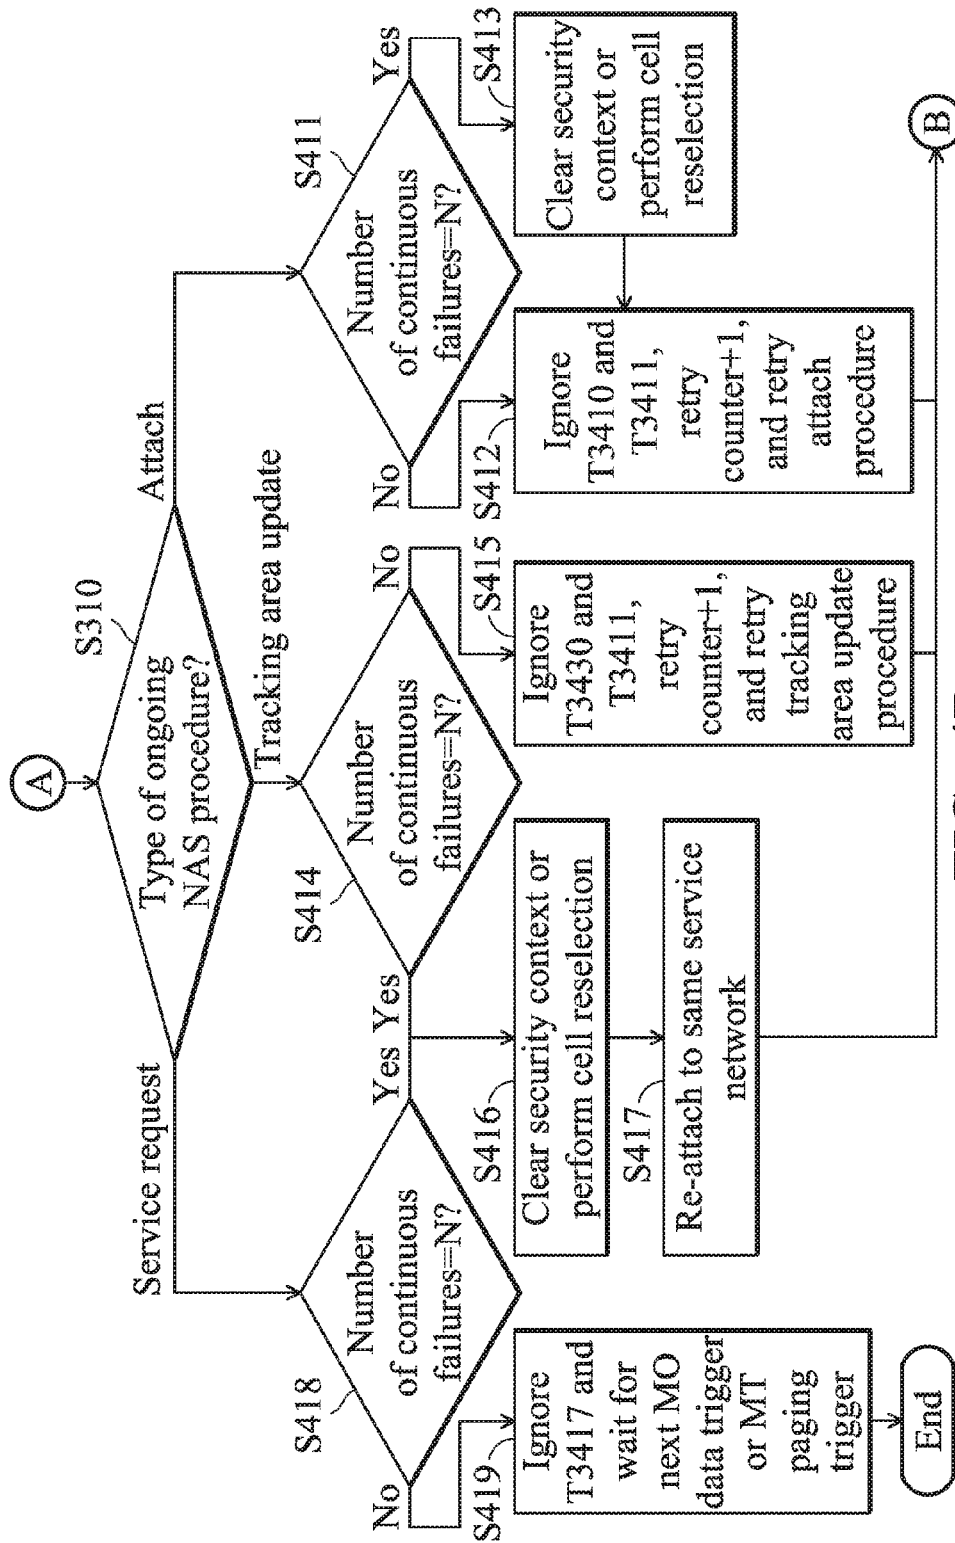 A
S310
Type of ongoing
NAS procedure?
Service request
Tracking area update
Attach
S418
Number
of continuous
failures=N?
No
Yes
S414
Number
of continuous
failures=N?
Yes
No
S411
Number
of continuous
failures=N?
No
Yes
S419
Ignore
T3417 and
wait for
next MO
data trigger
or MT
paging
trigger
End
S416
Clear security context or
perform cell reselection
S417
Re-attach to same service
network
S415
Ignore
T3430 and
T3411,
retry
counter+1,
and retry
tracking
area update
procedure
S412
Ignore
T3410 and
T3411,
retry
counter+1,
and retry
attach
procedure
S413
Clear security
context or
perform cell
reselection
B